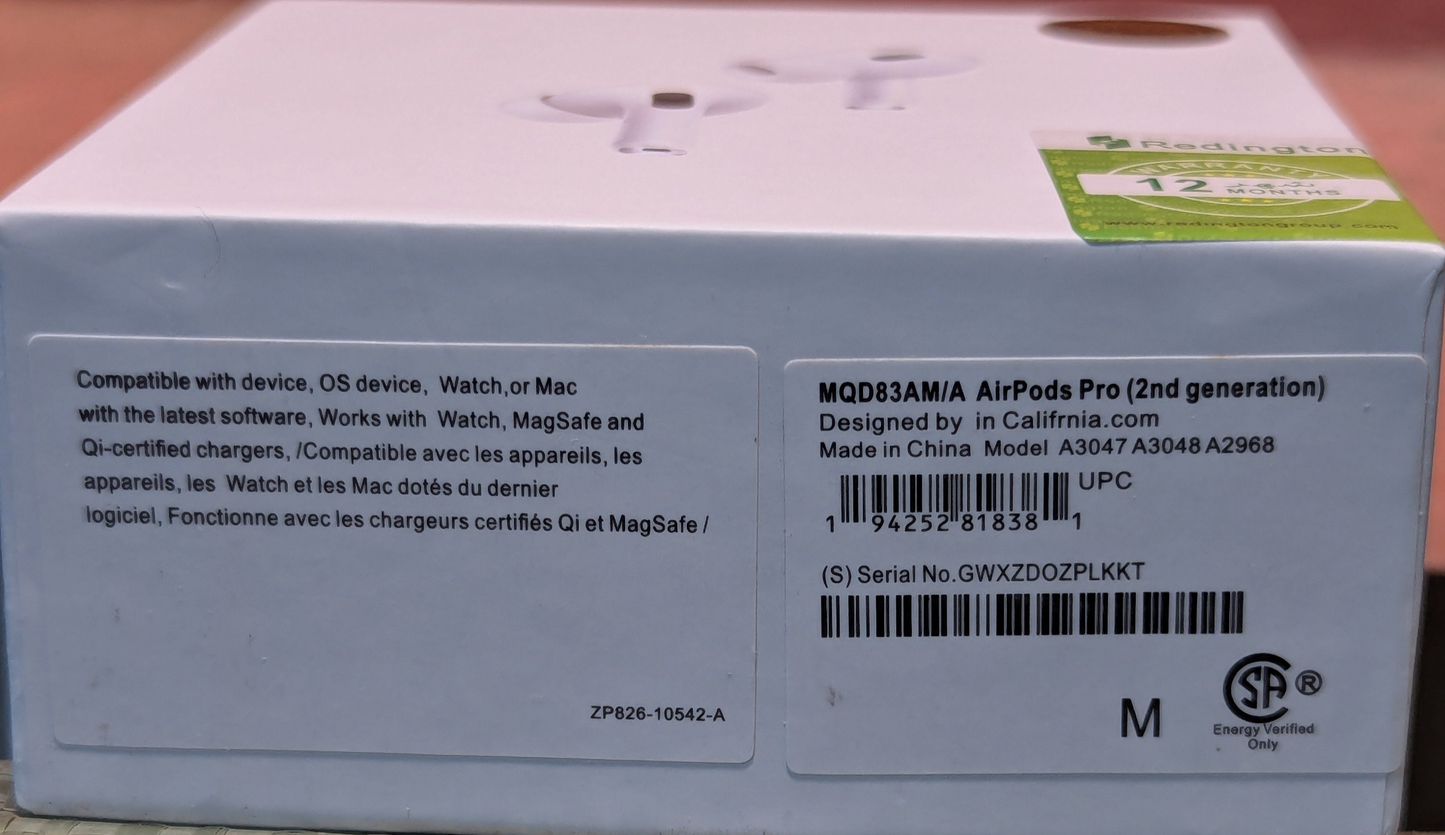 Redington
WARRANTY
12 شهر
MONTHS
www.redingtongroup.com
Compatible with device, OS device, Watch,or Mac
with the latest software, Works with Watch, MagSafe and
Qi-certified chargers, /Compatible avec les appareils, les
appareils, les Watch et les Mac dotés du dernier
logiciel, Fonctionne avec les chargeurs certifiés Qi et MagSafe /
ZP826-10542-A
MQD83AM/A AirPods Pro (2nd generation)
Designed by in Califrnia.com
Made in China Model A3047 A3048 A2968
UPC
1 94252 81838 1
(S) Serial No.GWXZDOZPLKKT
M
SA ®
Energy Verified
Only